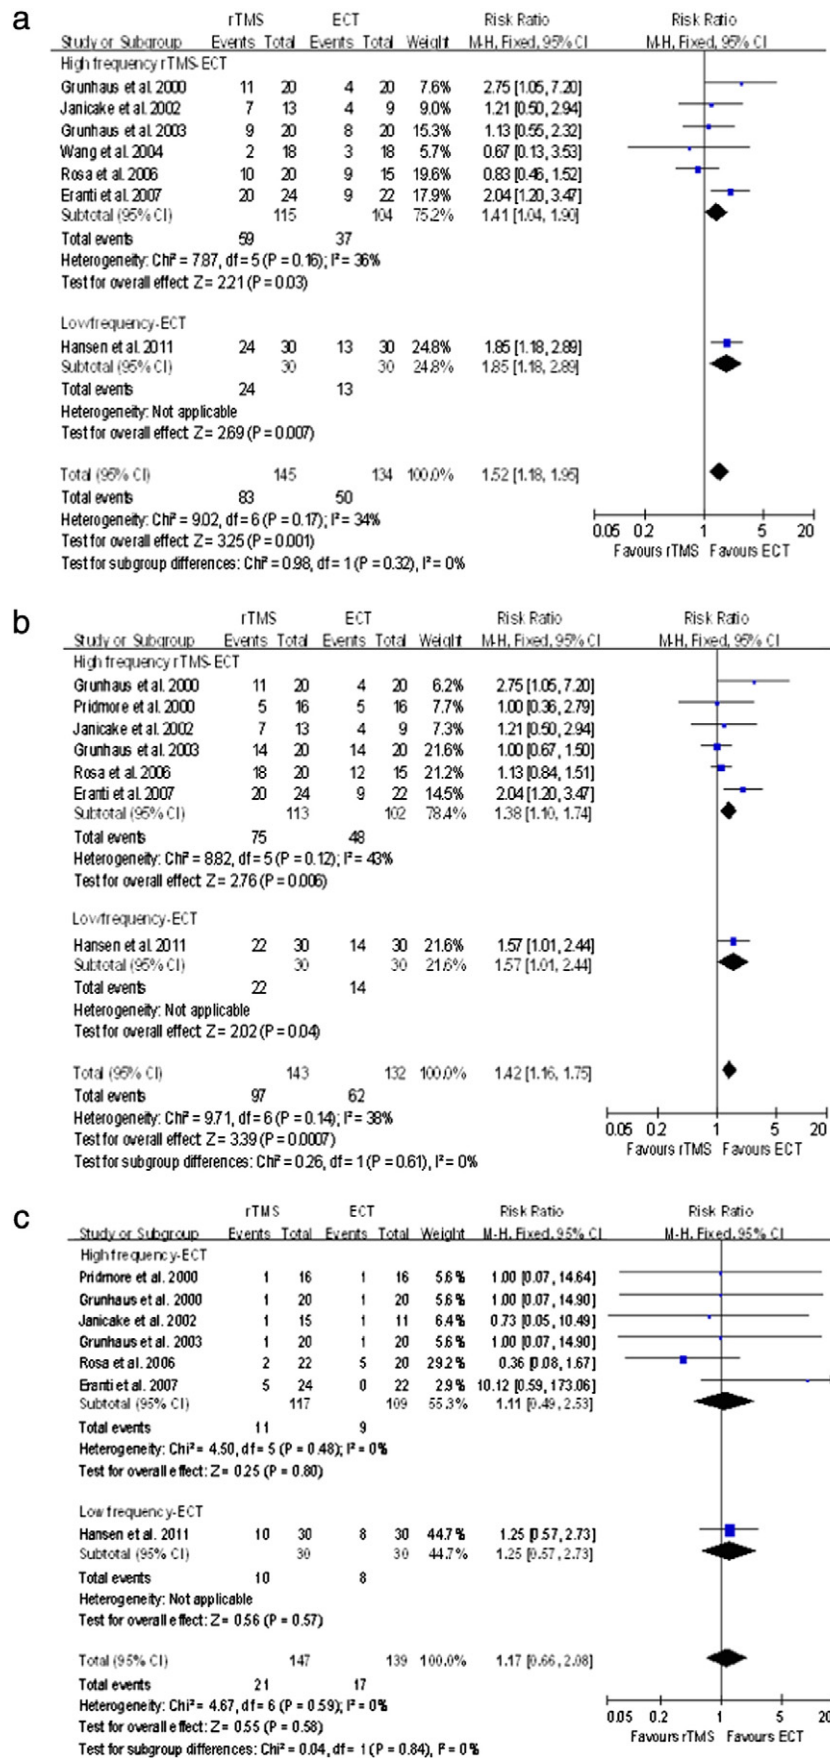 a
rTMS ECT Risk Ratio Risk Ratio
Study or Subgroup Events Total Events Total Weight M-H, Fixed, 95% CI M-H, Fixed, 95% CI
High frequency rTMS-ECT
Grunhaus et al. 2000 11 20 4 20 7.6% 2.75 [1.05, 7.20]
Janicake et al. 2002 7 13 4 9 9.0% 1.21 [0.50, 2.94]
Grunhaus et al. 2003 9 20 8 20 15.3% 1.13 [0.55, 2.32]
Wang et al. 2004 2 18 3 18 5.7% 0.67 [0.13, 3.53]
Rosa et al. 2006 10 20 9 15 19.6% 0.83 [0.46, 1.52]
Eranti et al. 2007 20 24 9 22 17.9% 2.04 [1.20, 3.47]
Subtotal (95% CI) 115 104 75.2% 1.41 [1.04, 1.90]
Total events 59 37
Heterogeneity: Chi² = 7.87, df = 5 (P = 0.16); I² = 36%
Test for overall effect Z = 2.21 (P = 0.03)
Lowfrequency-ECT
Hansen et al. 2011 24 30 13 30 24.8% 1.85 [1.18, 2.89]
Subtotal (95% CI) 30 30 24.8% 1.85 [1.18, 2.89]
Total events 24 13
Heterogeneity: Not applicable
Test for overall effect Z = 2.69 (P = 0.007)
Total (95% CI) 145 134 100.0% 1.52 [1.18, 1.95]
Total events 83 50
Heterogeneity: Chi² = 9.02, df = 6 (P = 0.17); I² = 34%
Test for overall effect Z = 3.25 (P = 0.001)
Test for subgroup differences: Chi² = 0.98, df = 1 (P = 0.32), I² = 0%
0.05 0.2 1 5 20
Favours rTMS Favours ECT
b
rTMS ECT Risk Ratio Risk Ratio
Study or Subgroup Events Total Events Total Weight M-H, Fixed, 95% CI M-H, Fixed, 95% CI
High frequency rTMS-ECT
Grunhaus et al. 2000 11 20 4 20 6.2% 2.75 [1.05, 7.20]
Pridmore et al. 2000 5 16 5 16 7.7% 1.00 [0.36, 2.79]
Janicake et al. 2002 7 13 4 9 7.3% 1.21 [0.50, 2.94]
Grunhaus et al. 2003 14 20 14 20 21.6% 1.00 [0.67, 1.50]
Rosa et al. 2006 18 20 12 15 21.2% 1.13 [0.84, 1.51]
Eranti et al. 2007 20 24 9 22 14.5% 2.04 [1.20, 3.47]
Subtotal (95% CI) 113 102 78.4% 1.38 [1.10, 1.74]
Total events 75 48
Heterogeneity: Chi² = 8.82, df = 5 (P = 0.12); I² = 43%
Test for overall effect Z = 2.76 (P = 0.006)
Lowfrequency-ECT
Hansen et al. 2011 22 30 14 30 21.6% 1.57 [1.01, 2.44]
Subtotal (95% CI) 30 30 21.6% 1.57 [1.01, 2.44]
Total events 22 14
Heterogeneity: Not applicable
Test for overall effect Z = 2.02 (P = 0.04)
Total (95% CI) 143 132 100.0% 1.42 [1.16, 1.75]
Total events 97 62
Heterogeneity: Chi² = 9.71, df = 6 (P = 0.14); I² = 38%
Test for overall effect Z = 3.39 (P = 0.0007)
Test for subgroup differences: Chi² = 0.26, df = 1 (P = 0.61), I² = 0%
0.05 0.2 1 5 20
Favours rTMS Favours ECT
c
rTMS ECT Risk Ratio Risk Ratio
Study or Subgroup Events Total Events Total Weight M-H, Fixed, 95% CI M-H, Fixed, 95% CI
High frequency-ECT
Pridmore et al. 2000 1 16 1 16 5.6% 1.00 [0.07, 14.64]
Grunhaus et al. 2000 1 20 1 20 5.6% 1.00 [0.07, 14.90]
Janicake et al. 2002 1 15 1 11 6.4% 0.73 [0.05, 10.49]
Grunhaus et al. 2003 1 20 1 20 5.6% 1.00 [0.07, 14.90]
Rosa et al. 2006 2 22 5 20 29.2% 0.36 [0.08, 1.67]
Eranti et al. 2007 5 24 0 22 2.9% 10.12 [0.59, 173.06]
Subtotal (95% CI) 117 109 55.3% 1.11 [0.49, 2.53]
Total events 11 9
Heterogeneity: Chi² = 4.50, df = 5 (P = 0.48); I² = 0%
Test for overall effect: Z = 0.25 (P = 0.80)
Low frequency-ECT
Hansen et al. 2011 10 30 8 30 44.7% 1.25 [0.57, 2.73]
Subtotal (95% CI) 30 30 44.7% 1.25 [0.57, 2.73]
Total events 10 8
Heterogeneity: Not applicable
Test for overall effect: Z = 0.56 (P = 0.57)
Total (95% CI) 147 139 100.0% 1.17 [0.66, 2.08]
Total events 21 17
Heterogeneity: Chi² = 4.67, df = 6 (P = 0.59); I² = 0%
Test for overall effect: Z = 0.55 (P = 0.58)
Test for subgroup differences: Chi² = 0.04, df = 1 (P = 0.84), I² = 0%
0.05 0.2 1 5 20
Favours rTMS Favours ECT